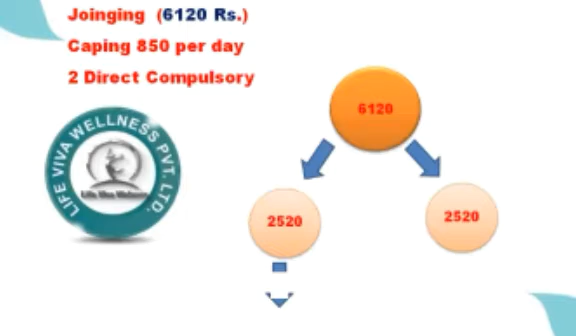 Joinging (6120 Rs.)
Caping 850 per day
2 Direct Compulsory
6120
LIFE VIVA WELLNESS PVT. LTD.
2520
2520